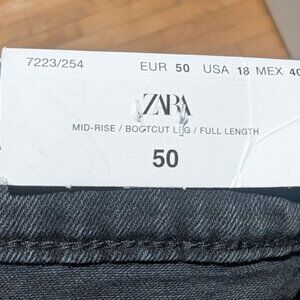 7223/254 EUR 50 USA 18 MEX 40
ZARA
MID-RISE / BOOTCUT LEG / FULL LENGTH
50